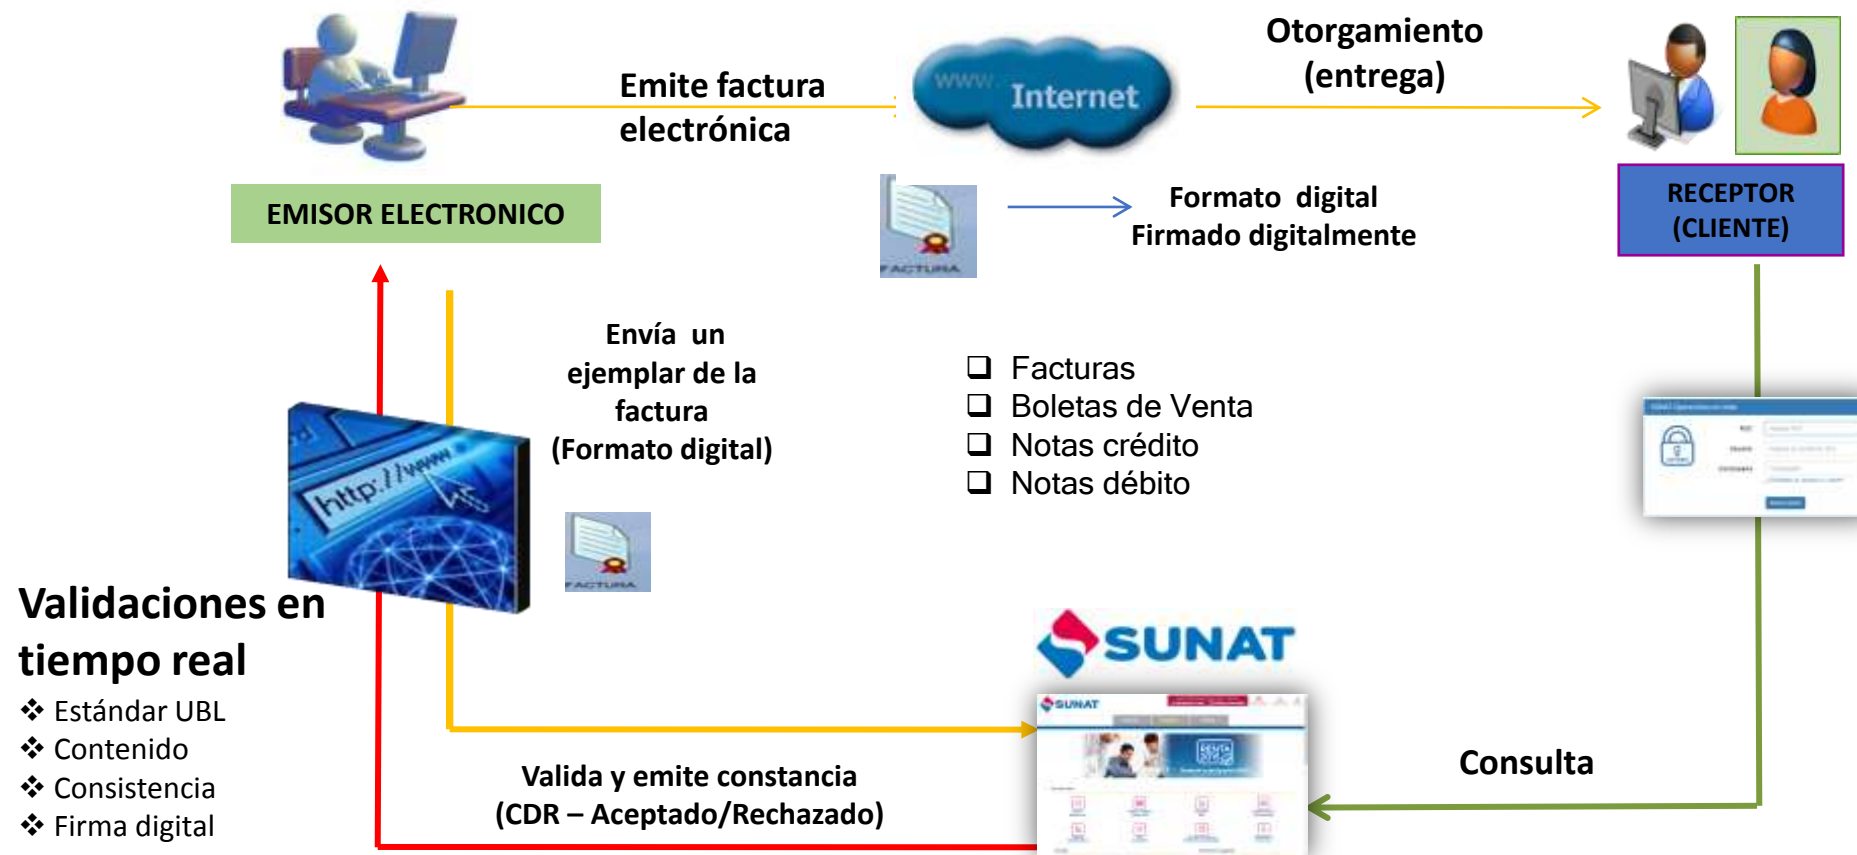 Emite factura
electrónica
www.
Internet
Otorgamiento
(entrega)
EMISOR ELECTRONICO
FACTURA
Formato digital
Firmado digitalmente
RECEPTOR
(CLIENTE)
Envía un
ejemplar de la
factura
(Formato digital)
❑ Facturas
❑ Boletas de Venta
❑ Notas crédito
❑ Notas débito
http://www
FACTURA
Validaciones en
tiempo real
❖ Estándar UBL
❖ Contenido
❖ Consistencia
❖ Firma digital
SUNAT
SUNAT
Valida y emite constancia
(CDR – Aceptado/Rechazado)
Consulta